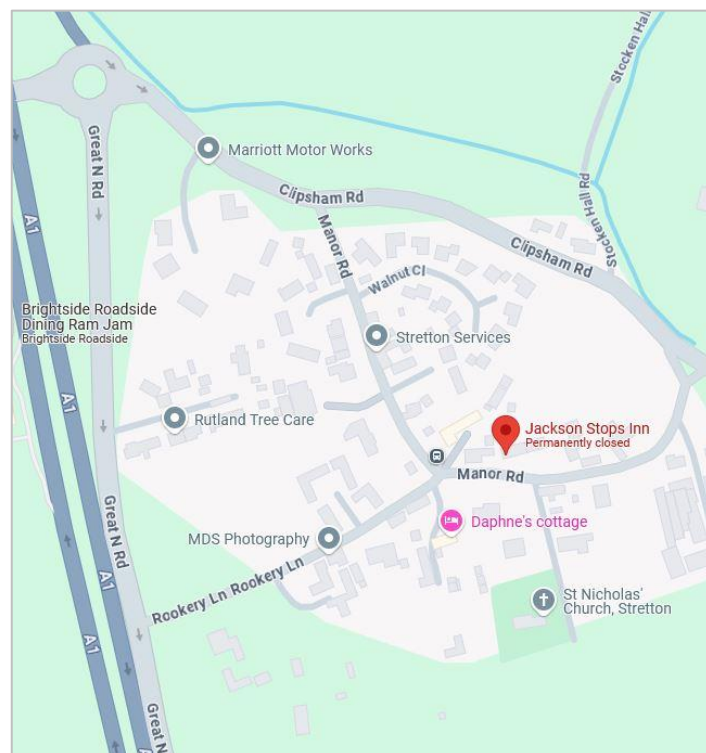 Stocken Hall
Great N Rd
Marriott Motor Works
Clipsham Rd
Manor Rd
Stocken Hall Rd
A1
Clipsham Rd
Walnut Cl
Brightside Roadside
Dining Ram Jam
Brightside Roadside
Stretton Services
A1
Rutland Tree Care
Jackson Stops Inn
Permanently closed
Manor Rd
Great N Rd
Daphne's cottage
MDS Photography
A1
Rookery Ln Rookery Ln
St Nicholas'
Church, Stretton
A1
A1
Great N